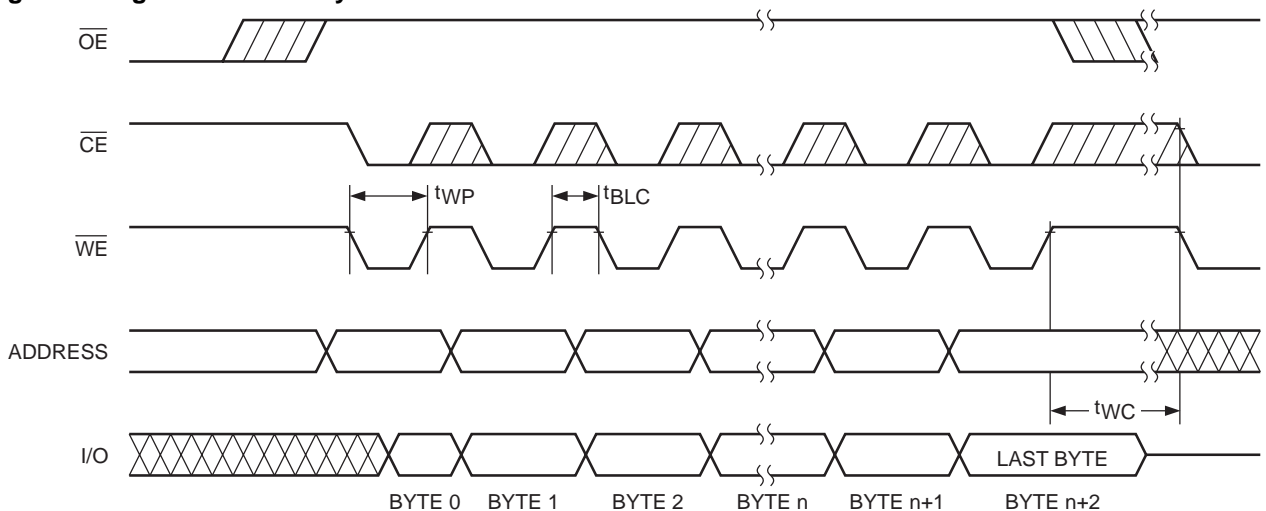 OE
CE
tWP
tBLC
WE
ADDRESS
tWC
I/O
LAST BYTE
BYTE 0 BYTE 1 BYTE 2 BYTE n BYTE n+1 BYTE n+2